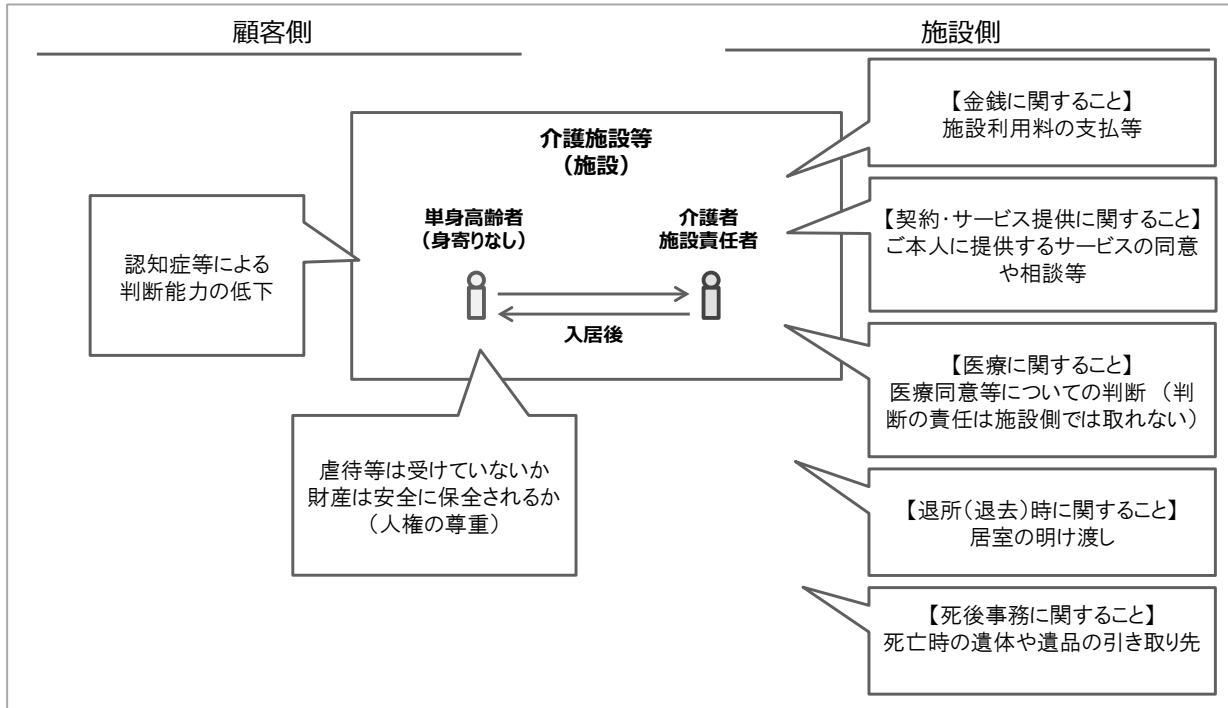 顧客側
施設側
介護施設等
（施設）
単身高齢者
（身寄りなし）
介護者
施設責任者
入居後
認知症等による
判断能力の低下
虐待等は受けていないか
財産は安全に保全されるか
（人権の尊重）
【金銭に関すること】
施設利用料の支払等
【契約・サービス提供に関すること】
ご本人に提供するサービスの同意
や相談等
【医療に関すること】
医療同意等についての判断 （判
断の責任は施設側では取れない）
【退所（退去）時に関すること】
居室の明け渡し
【死後事務に関すること】
死亡時の遺体や遺品の引き取り先